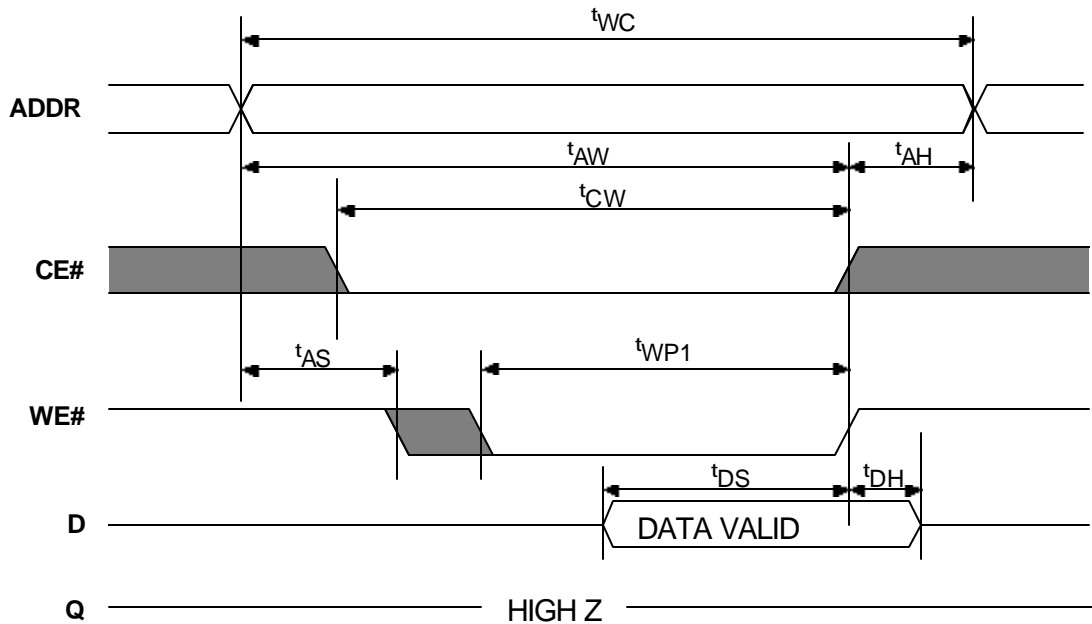 tWC
ADDR
tAW
tAH
tCW
CE#
tAS
tWP1
WE#
tDS
tDH
D
DATA VALID
Q
HIGH Z